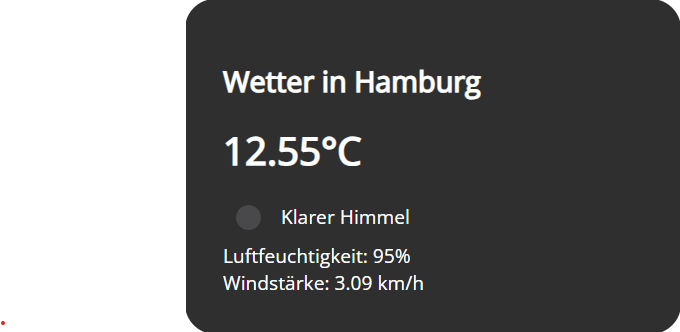 Wetter in Hamburg
12.55°C
Klarer Himmel
Luftfeuchtigkeit: 95%
Windstärke: 3.09 km/h